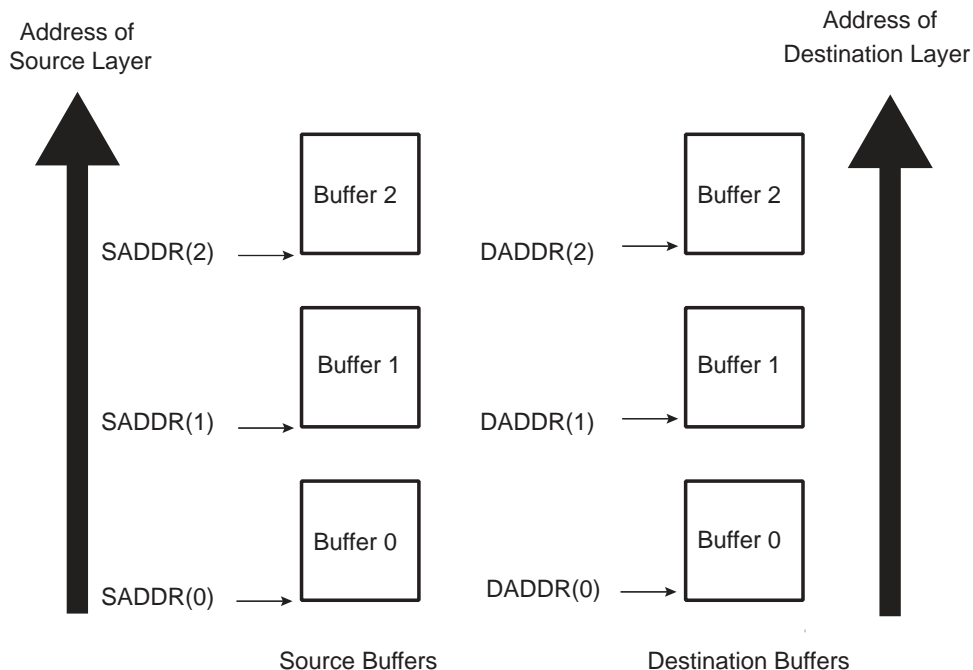 Address of
Source Layer
Address of
Destination Layer
Buffer 2
Buffer 2
SADDR(2)
DADDR(2)
Buffer 1
Buffer 1
SADDR(1)
DADDR(1)
Buffer 0
Buffer 0
SADDR(0)
DADDR(0)
Source Buffers
Destination Buffers